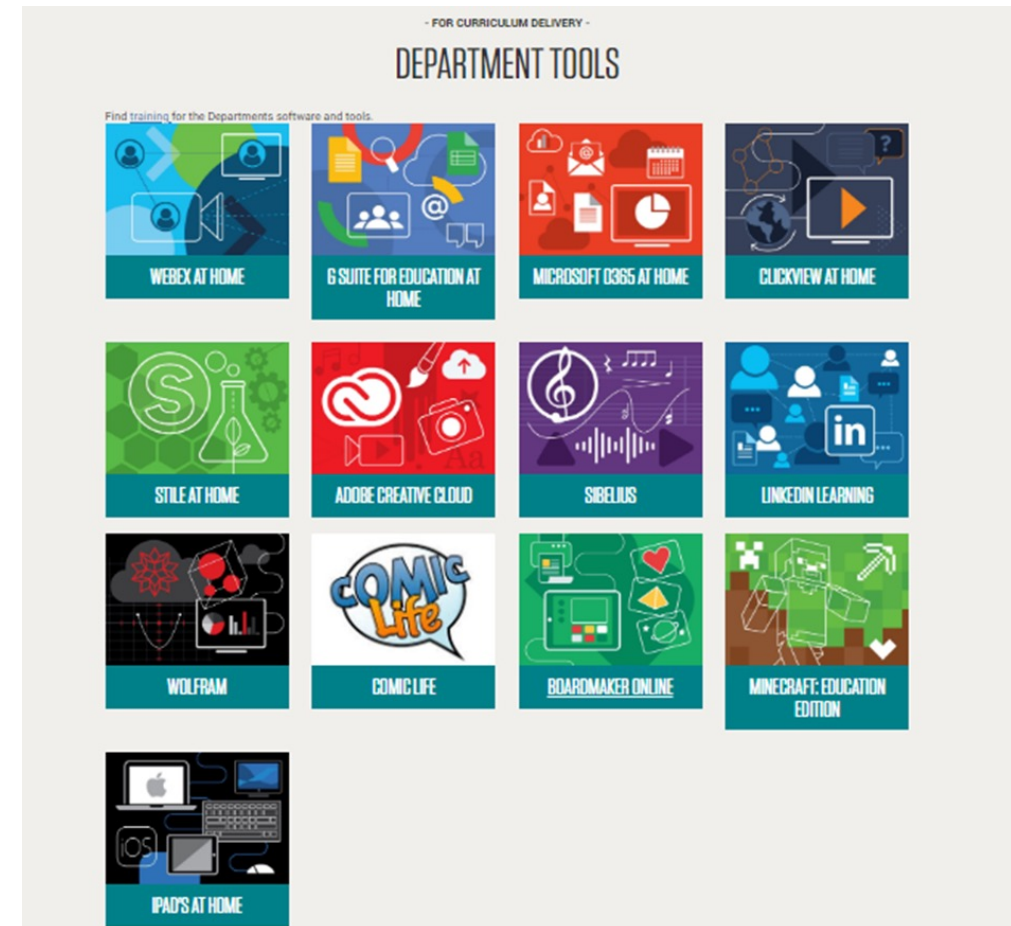 - FOR CURRICULUM DELIVERY -
DEPARTMENT TOOLS
Find training for the Departments software and tools.
WEBEX AT HOME
@
G SUITE FOR EDUCATION AT
HOME
@
MICROSOFT O365 AT HOME
?
CLICKVIEW AT HOME
S
STILE AT HOME
Aa
ADOBE CREATIVE CLOUD
SIBELIUS
in
LINKEDIN LEARNING
WOLFRAM
COMIC
Life
COMIC LIFE
BOARDMAKER ONLINE
MINECRAFT: EDUCATION
EDITION
iOS
IPAD'S AT HOME